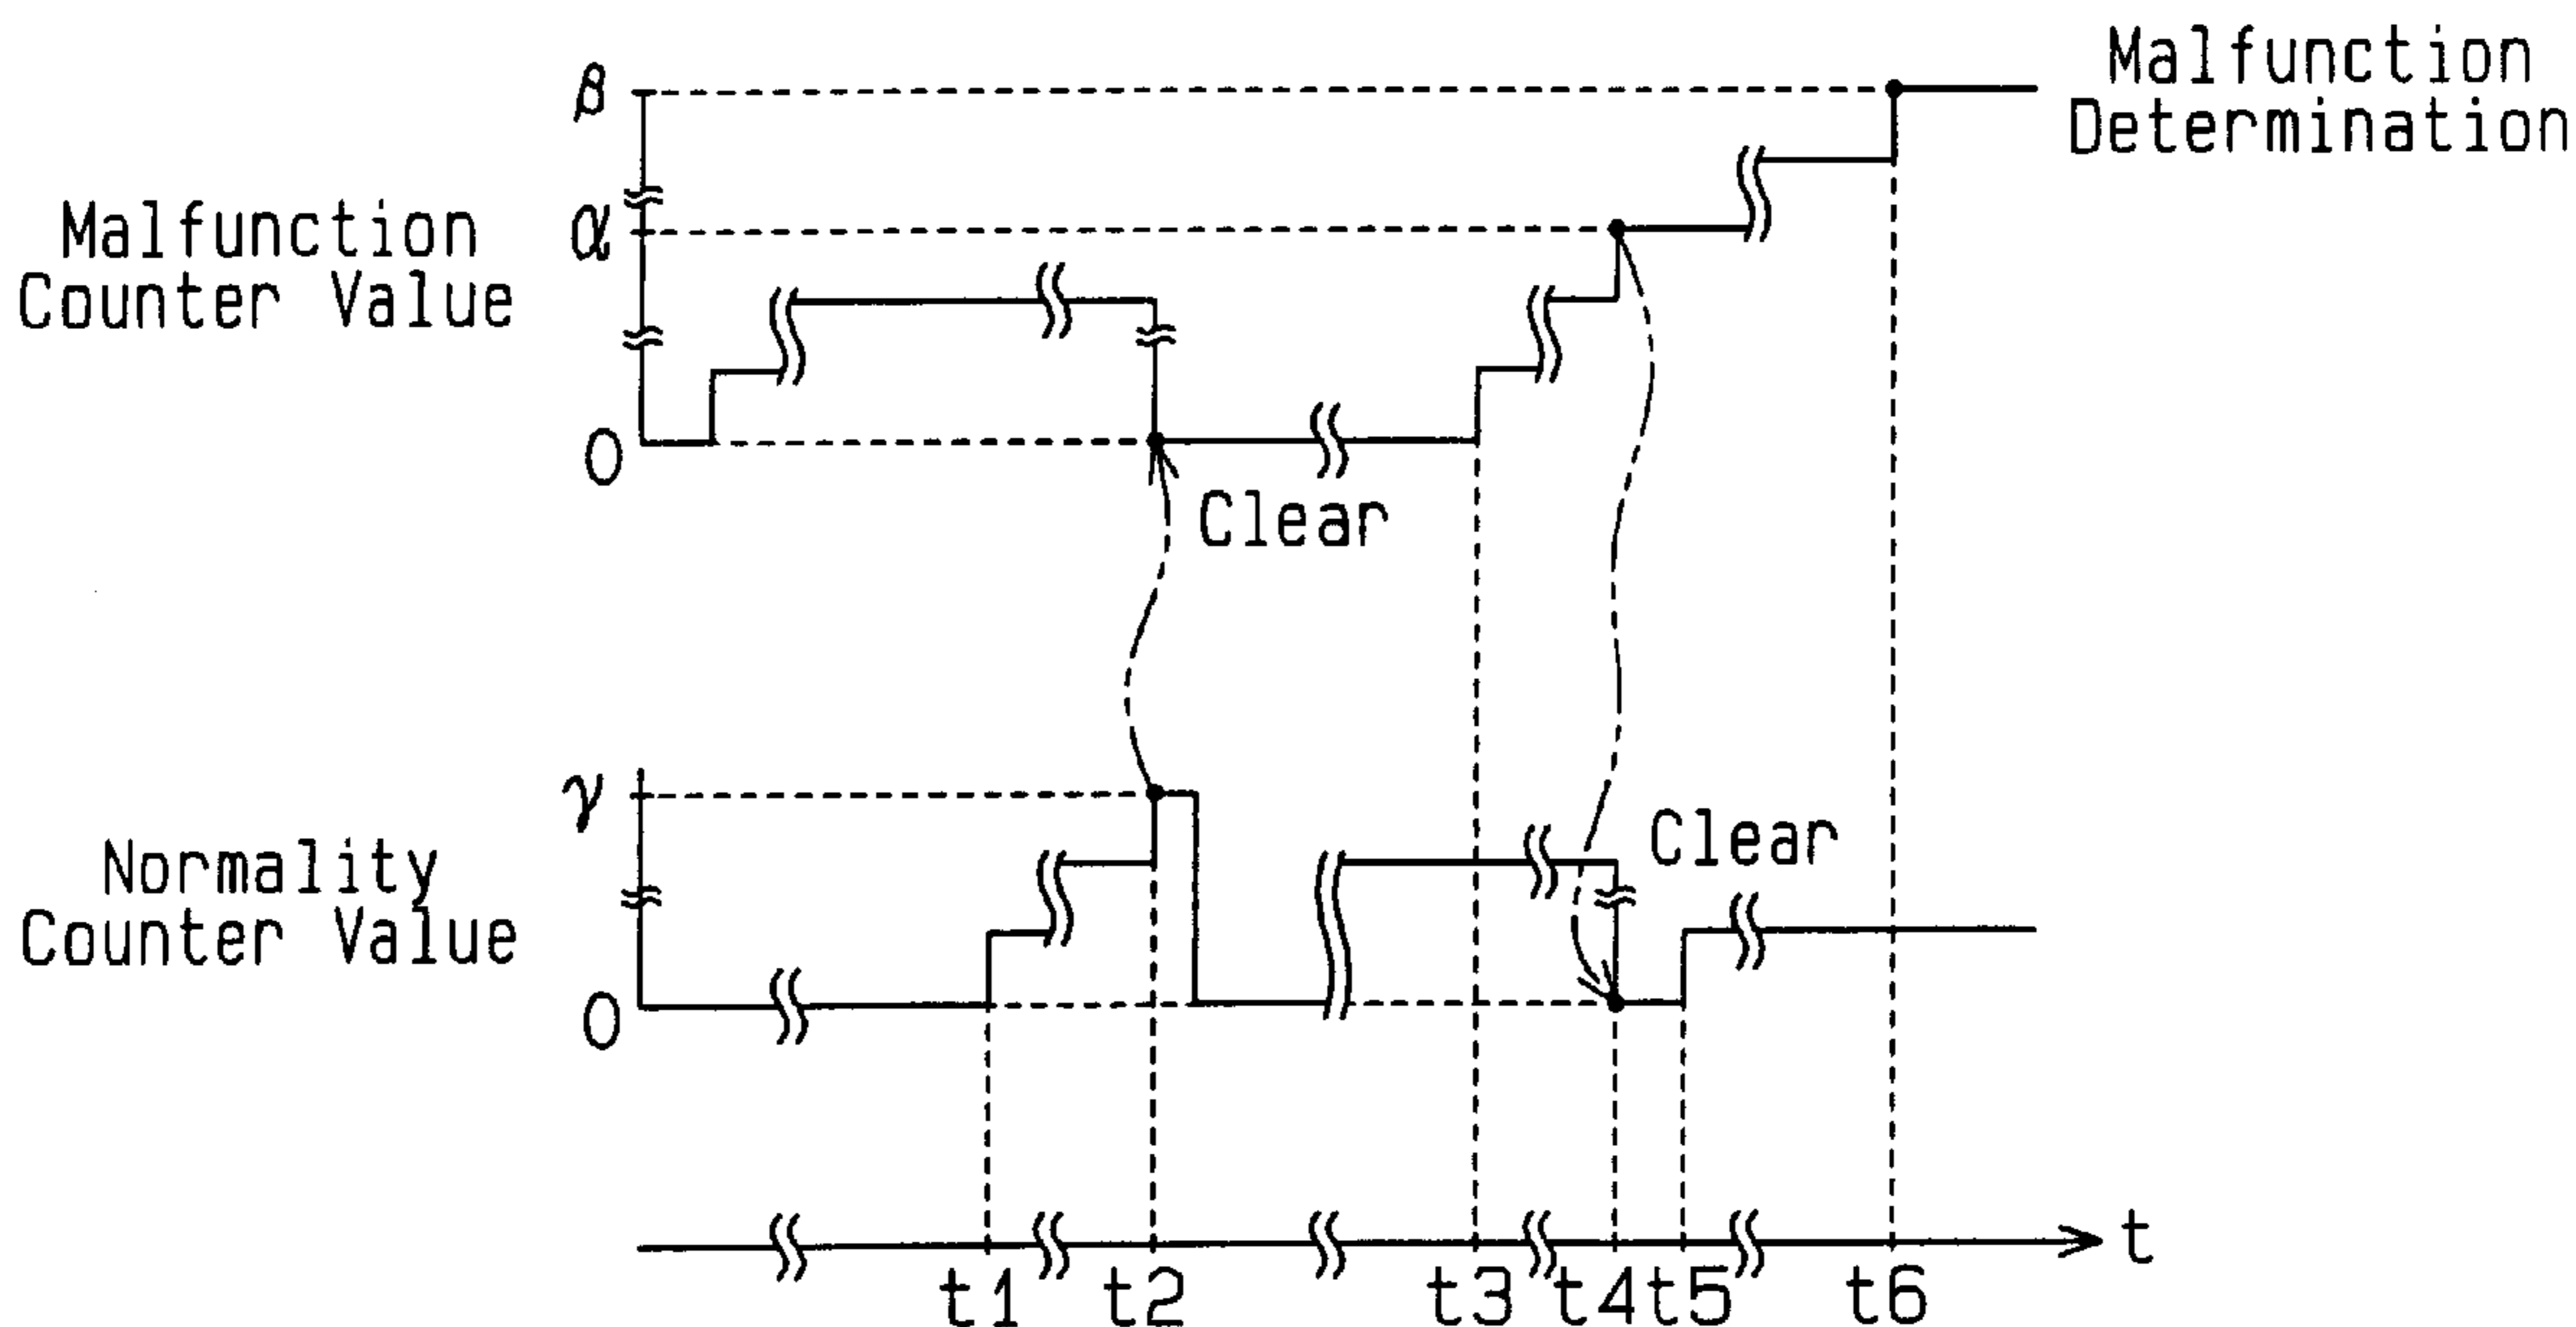 β
Malfunction
Determination
α
Malfunction
Counter Value
0
Clear
γ
Clear
Normality
Counter Value
0
t
t1 t2 t3 t4 t5 t6